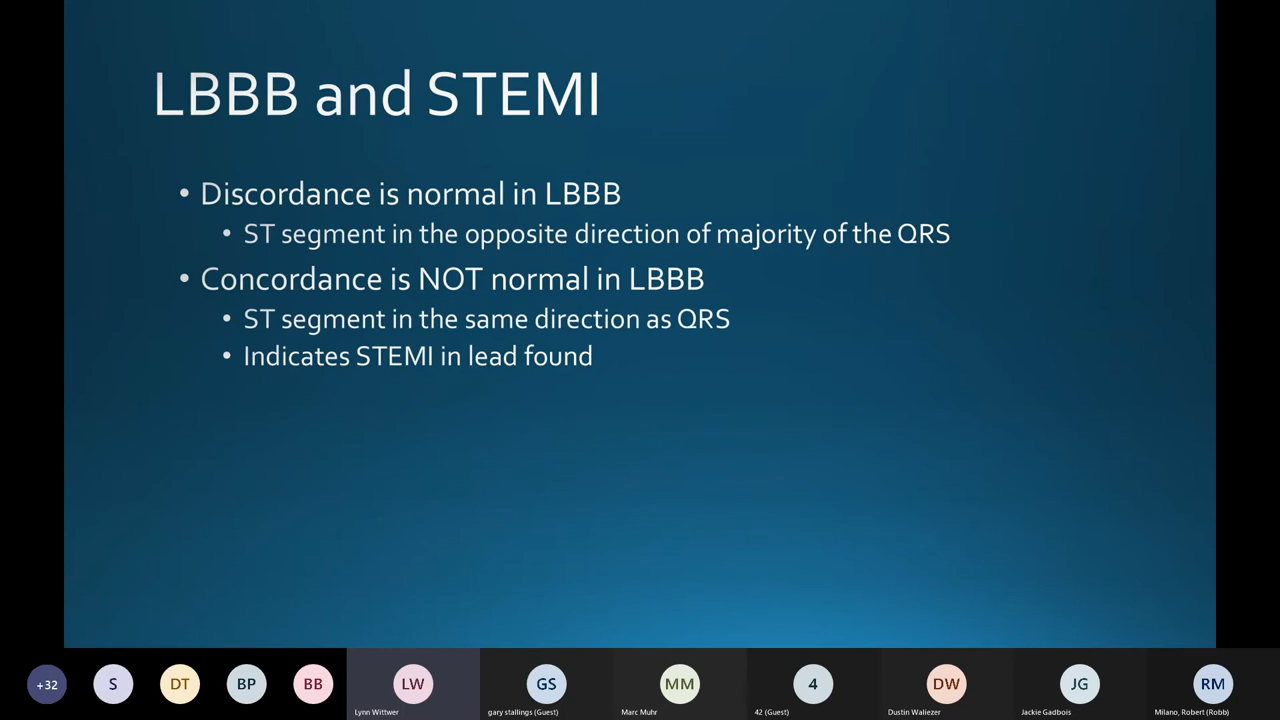 LBBB and STEMI
• Discordance is normal in LBBB
• ST segment in the opposite direction of majority of the QRS
• Concordance is NOT normal in LBBB
• ST segment in the same direction as QRS
• Indicates STEMI in lead found
+32 S DT BP BB LW GS MM 4 DW JG RM
Lynn Wittwer gary stallings (Guest) Marc Muhr 42 (Guest) Dustin Waliezer Jackie Gadbois Milano, Robert (Robb)